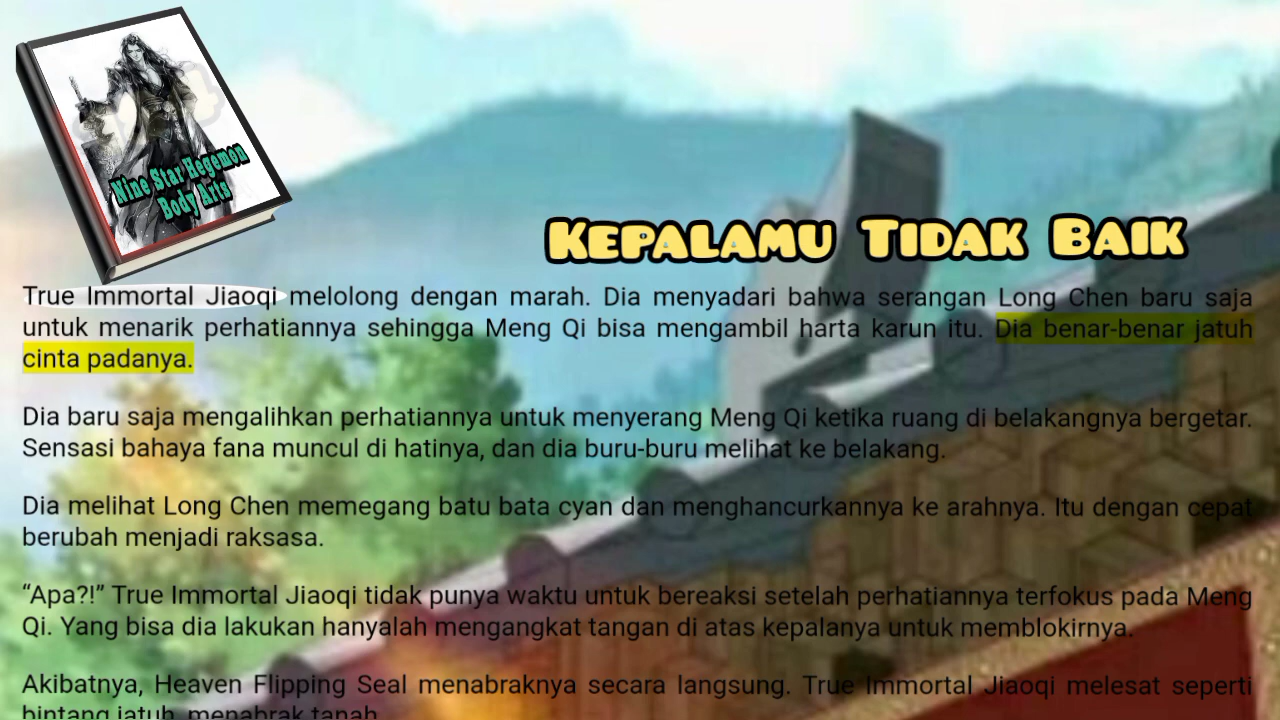 Nine Star Hegemon
Body Arts
KEPALAMU TIDAK BAIK
True Immortal Jiaoqi melolong dengan marah. Dia menyadari bahwa serangan Long Chen baru saja
untuk menarik perhatiannya sehingga Meng Qi bisa mengambil harta karun itu. Dia benar-benar jatuh
cinta padanya.
Dia baru saja mengalihkan perhatiannya untuk menyerang Meng Qi ketika ruang di belakangnya bergetar.
Sensasi bahaya fana muncul di hatinya, dan dia buru-buru melihat ke belakang.
Dia melihat Long Chen memegang batu bata cyan dan menghancurkannya ke arahnya. Itu dengan cepat
berubah menjadi raksasa.
“Apa?!” True Immortal Jiaoqi tidak punya waktu untuk bereaksi setelah perhatiannya terfokus pada Meng
Qi. Yang bisa dia lakukan hanyalah mengangkat tangan di atas kepalanya untuk memblokirnya.
Akibatnya, Heaven Flipping Seal menabraknya secara langsung. True Immortal Jiaoqi melesat seperti
bintang jatuh, menabrak tanah.